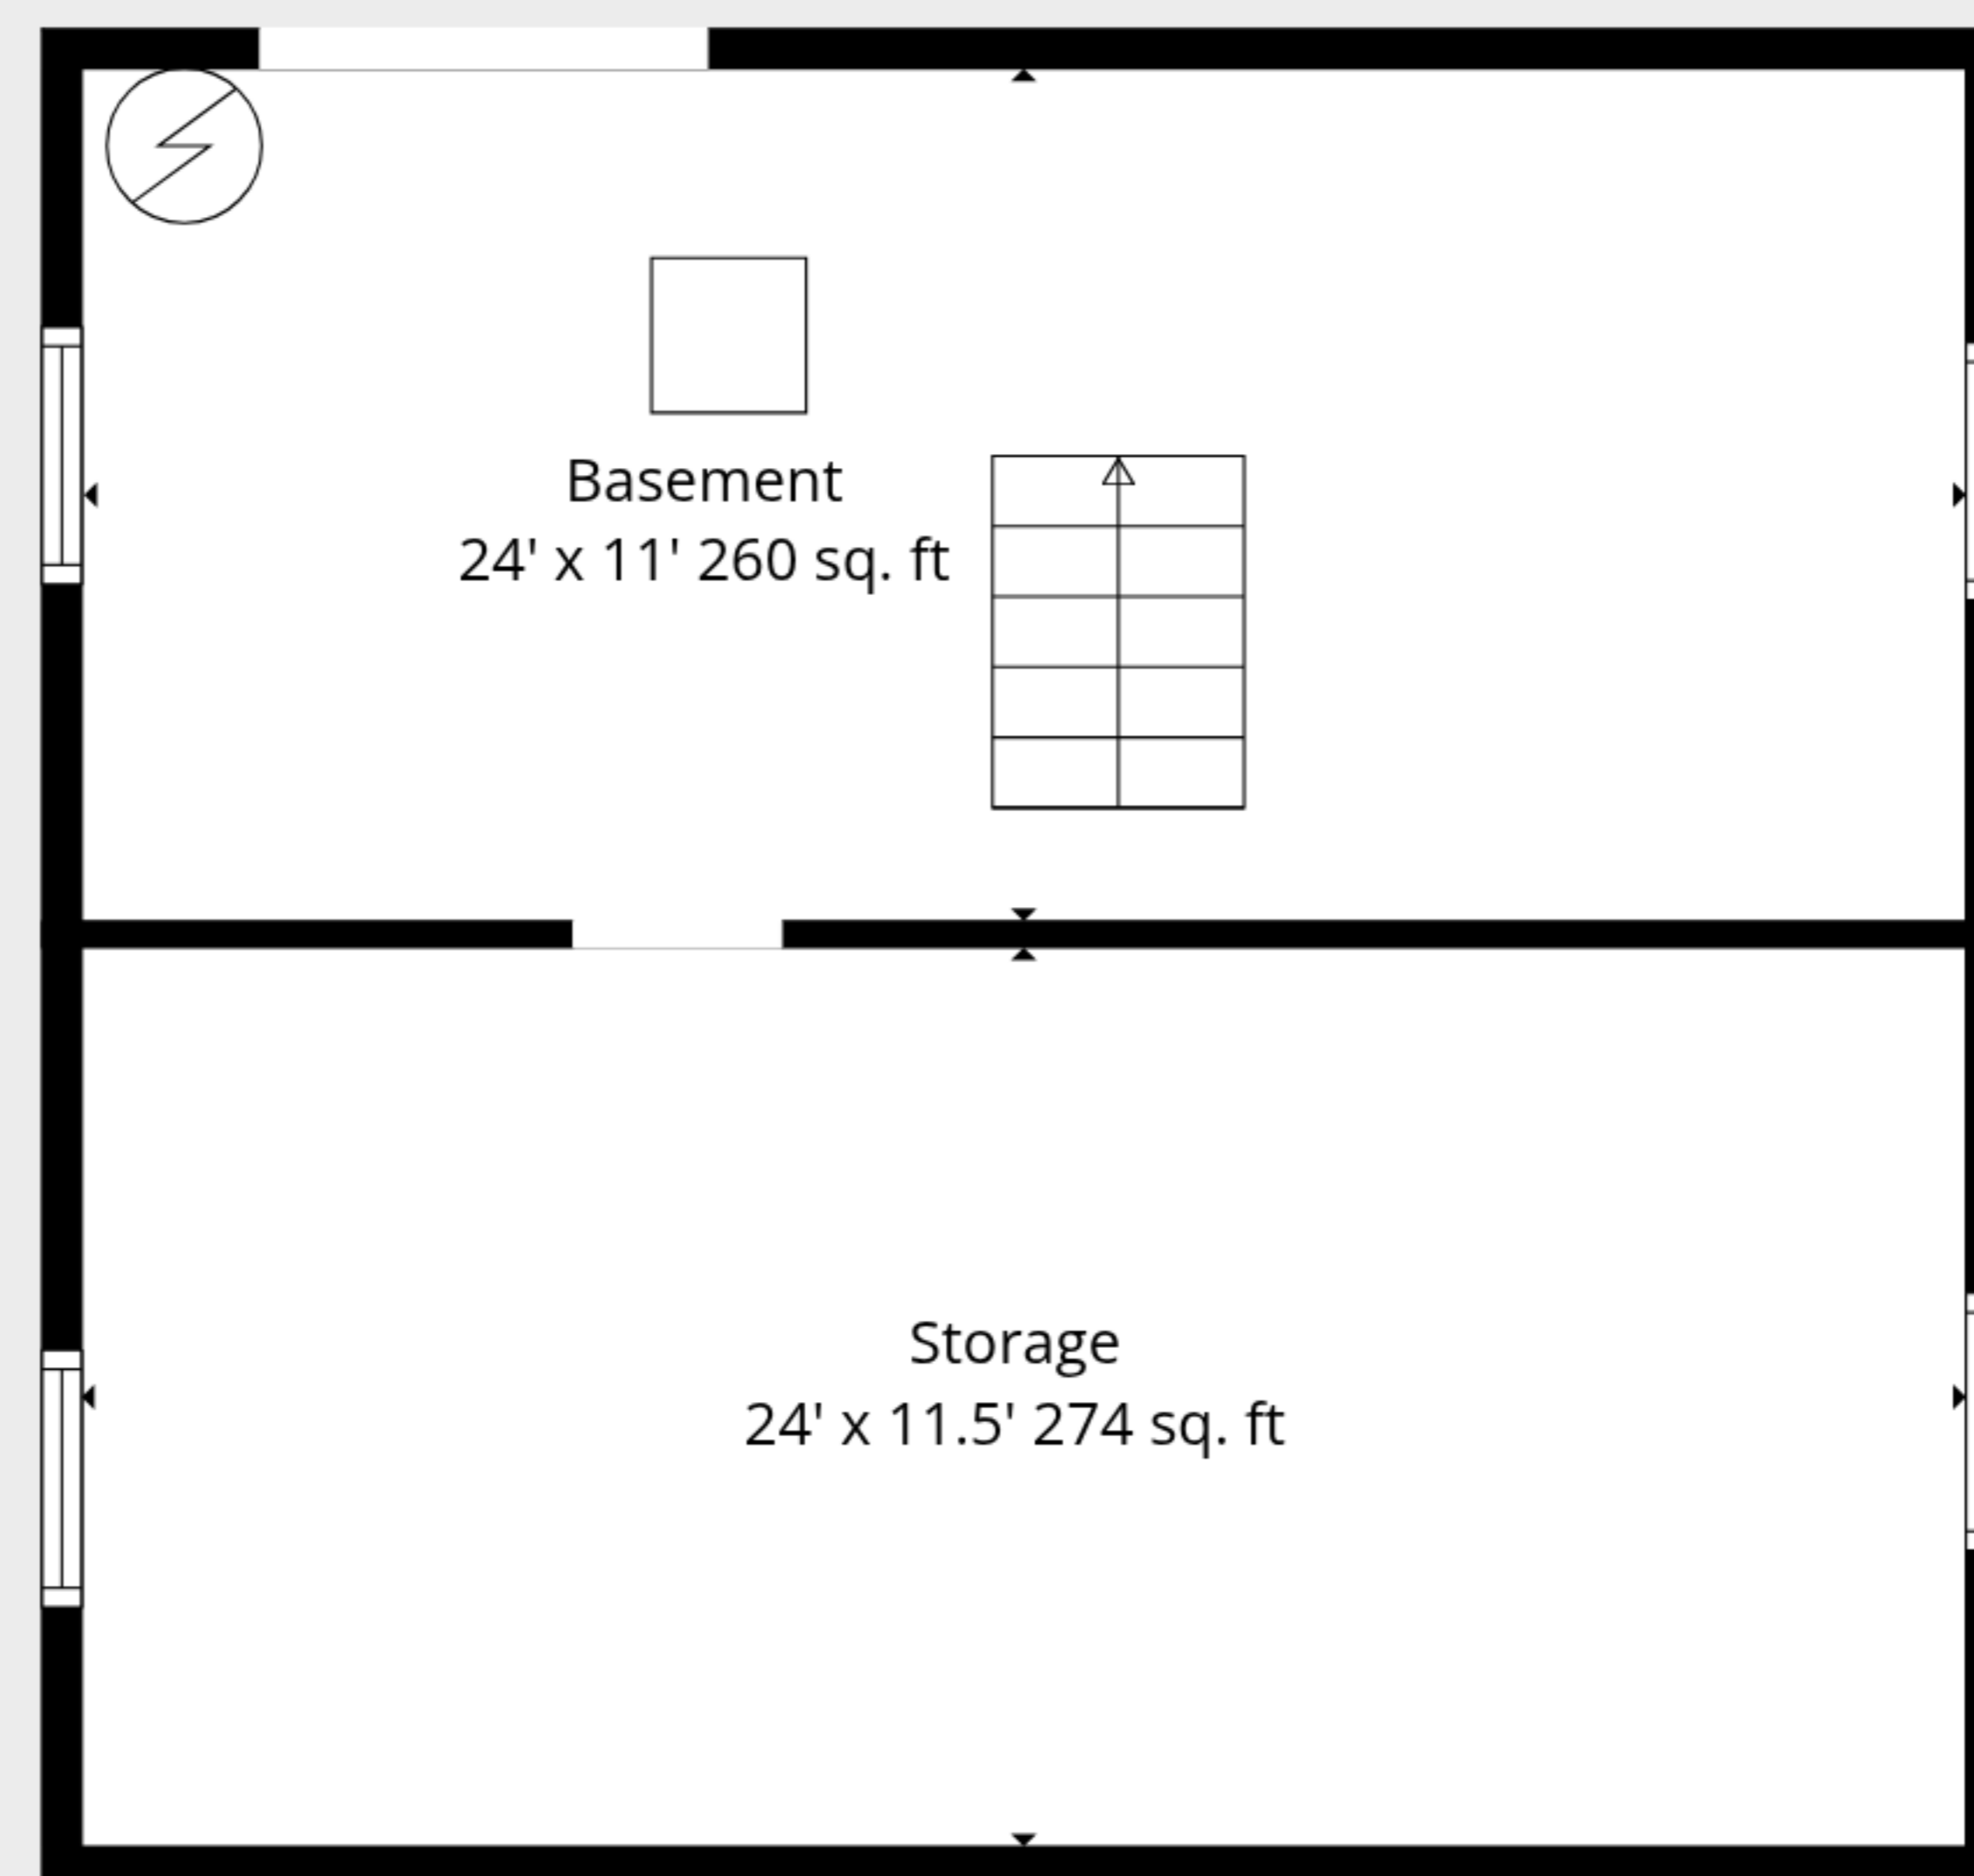 Basement
24' x 11' 260 sq. ft
Storage
24' x 11.5' 274 sq. ft